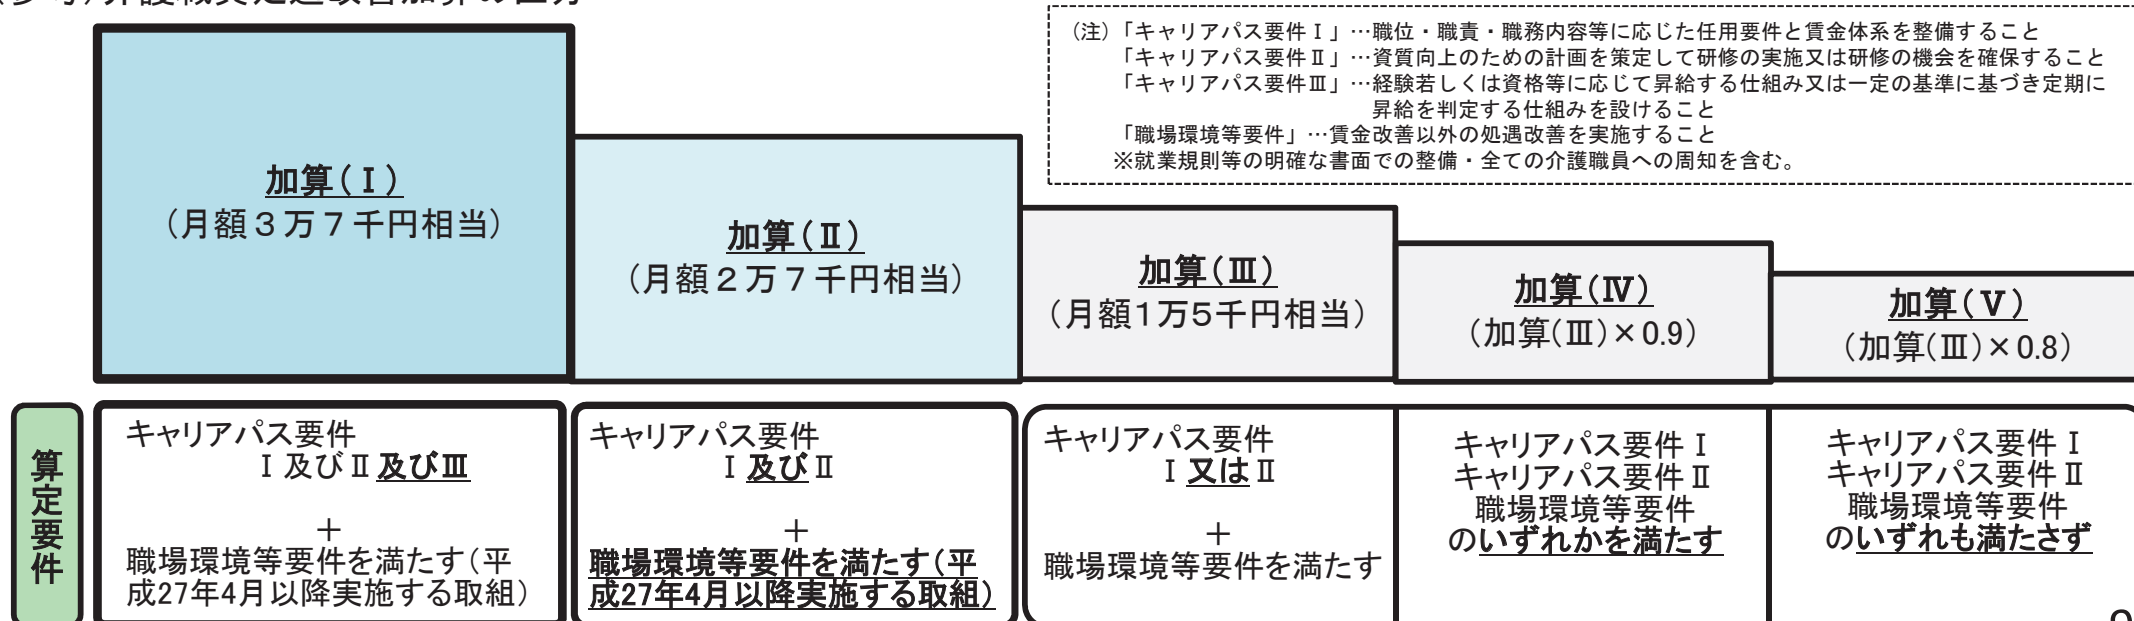 (注)「キャリアパス要件Ⅰ」…職位・職責・職務内容等に応じた任用要件と賃金体系を整備すること
「キャリアパス要件Ⅱ」…資質向上のための計画を策定して研修の実施又は研修の機会を確保すること
「キャリアパス要件Ⅲ」…経験若しくは資格等に応じて昇給する仕組み又は一定の基準に基づき定期に
昇給を判定する仕組みを設けること
「職場環境等要件」…賃金改善以外の処遇改善を実施すること
※就業規則等の明確な書面での整備・全ての介護職員への周知を含む。
加算(Ⅰ)
(月額3万7千円相当)
加算(Ⅱ)
(月額2万7千円相当)
加算(Ⅲ)
(月額1万5千円相当)
加算(Ⅳ)
(加算(Ⅲ)×0.9)
加算(Ⅴ)
(加算(Ⅲ)×0.8)
算定要件
キャリアパス要件
Ⅰ及びⅡ及びⅢ
+
職場環境等要件を満たす(平
成27年4月以降実施する取組)
キャリアパス要件
Ⅰ及びⅡ
+
職場環境等要件を満たす(平
成27年4月以降実施する取組)
キャリアパス要件
Ⅰ又はⅡ
+
職場環境等要件を満たす
キャリアパス要件Ⅰ
キャリアパス要件Ⅱ
職場環境等要件
のいずれかを満たす
キャリアパス要件Ⅰ
キャリアパス要件Ⅱ
職場環境等要件
のいずれも満たさず